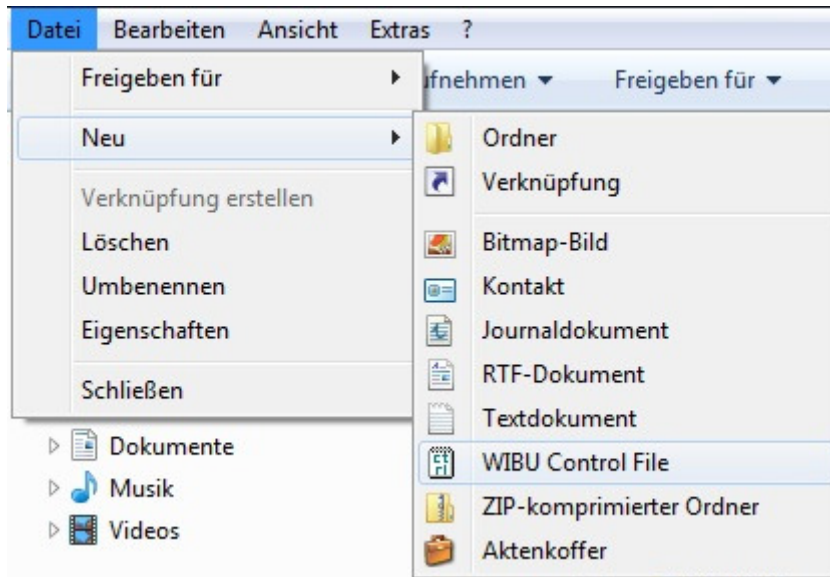 Datei Bearbeiten Ansicht Extras ?
Freigeben für
Freigeben für
Neu
Verknüpfung erstellen
Löschen
Umbenennen
Eigenschaften
Schließen
Dokumente
Musik
Videos
Ordner
Verknüpfung
Bitmap-Bild
Kontakt
Journaldokument
RTF-Dokument
Textdokument
WIBU Control File
ZIP-komprimierter Ordner
Aktenkoffer